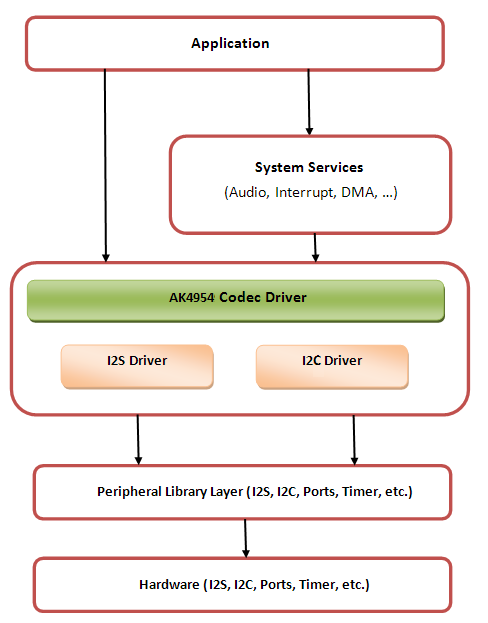 Application
System Services
(Audio, Interrupt, DMA, ...)
AK4954 Codec Driver
I2S Driver
I2C Driver
Peripheral Library Layer (I2S, I2C, Ports, Timer, etc.)
Hardware (I2S, I2C, Ports, Timer, etc.)